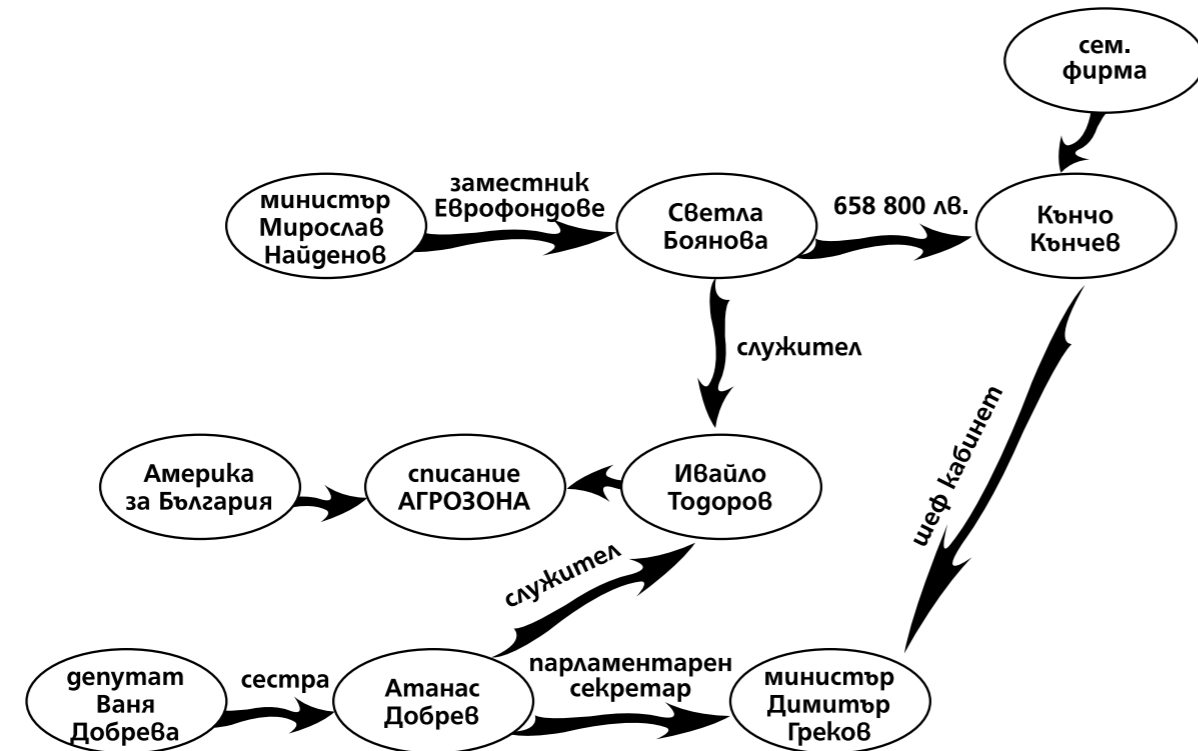 сем.
фирма
заместник
Еврофондове
министър
Мирослав
Найденов
Светла
Боянова
658 800 лв.
Кънчо
Кънчев
служител
шеф кабинет
Америка
за България
списание
АГРОЗОНА
Ивайло
Тодоров
служител
депутат
Ваня
Добрева
сестра
Атанас
Добрев
парламентарен
секретар
министър
Димитър
Греков